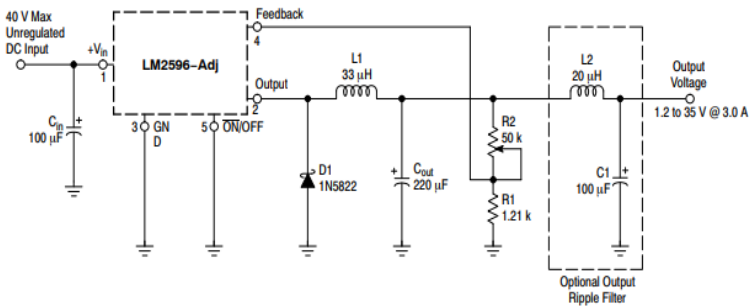 40 V Max
Unregulated
DC Input
+Vin
1
LM2596-Adj
Feedback
4
Output
2
3
GN
D
5
ON/OFF
Cin
100 µF
+
L1
33 µH
D1
1N5822
+
Cout
220 µF
R2
50 k
R1
1.21 k
L2
20 µH
C1
100 µF
+
Output
Voltage
1.2 to 35 V @ 3.0 A
Optional Output
Ripple Filter